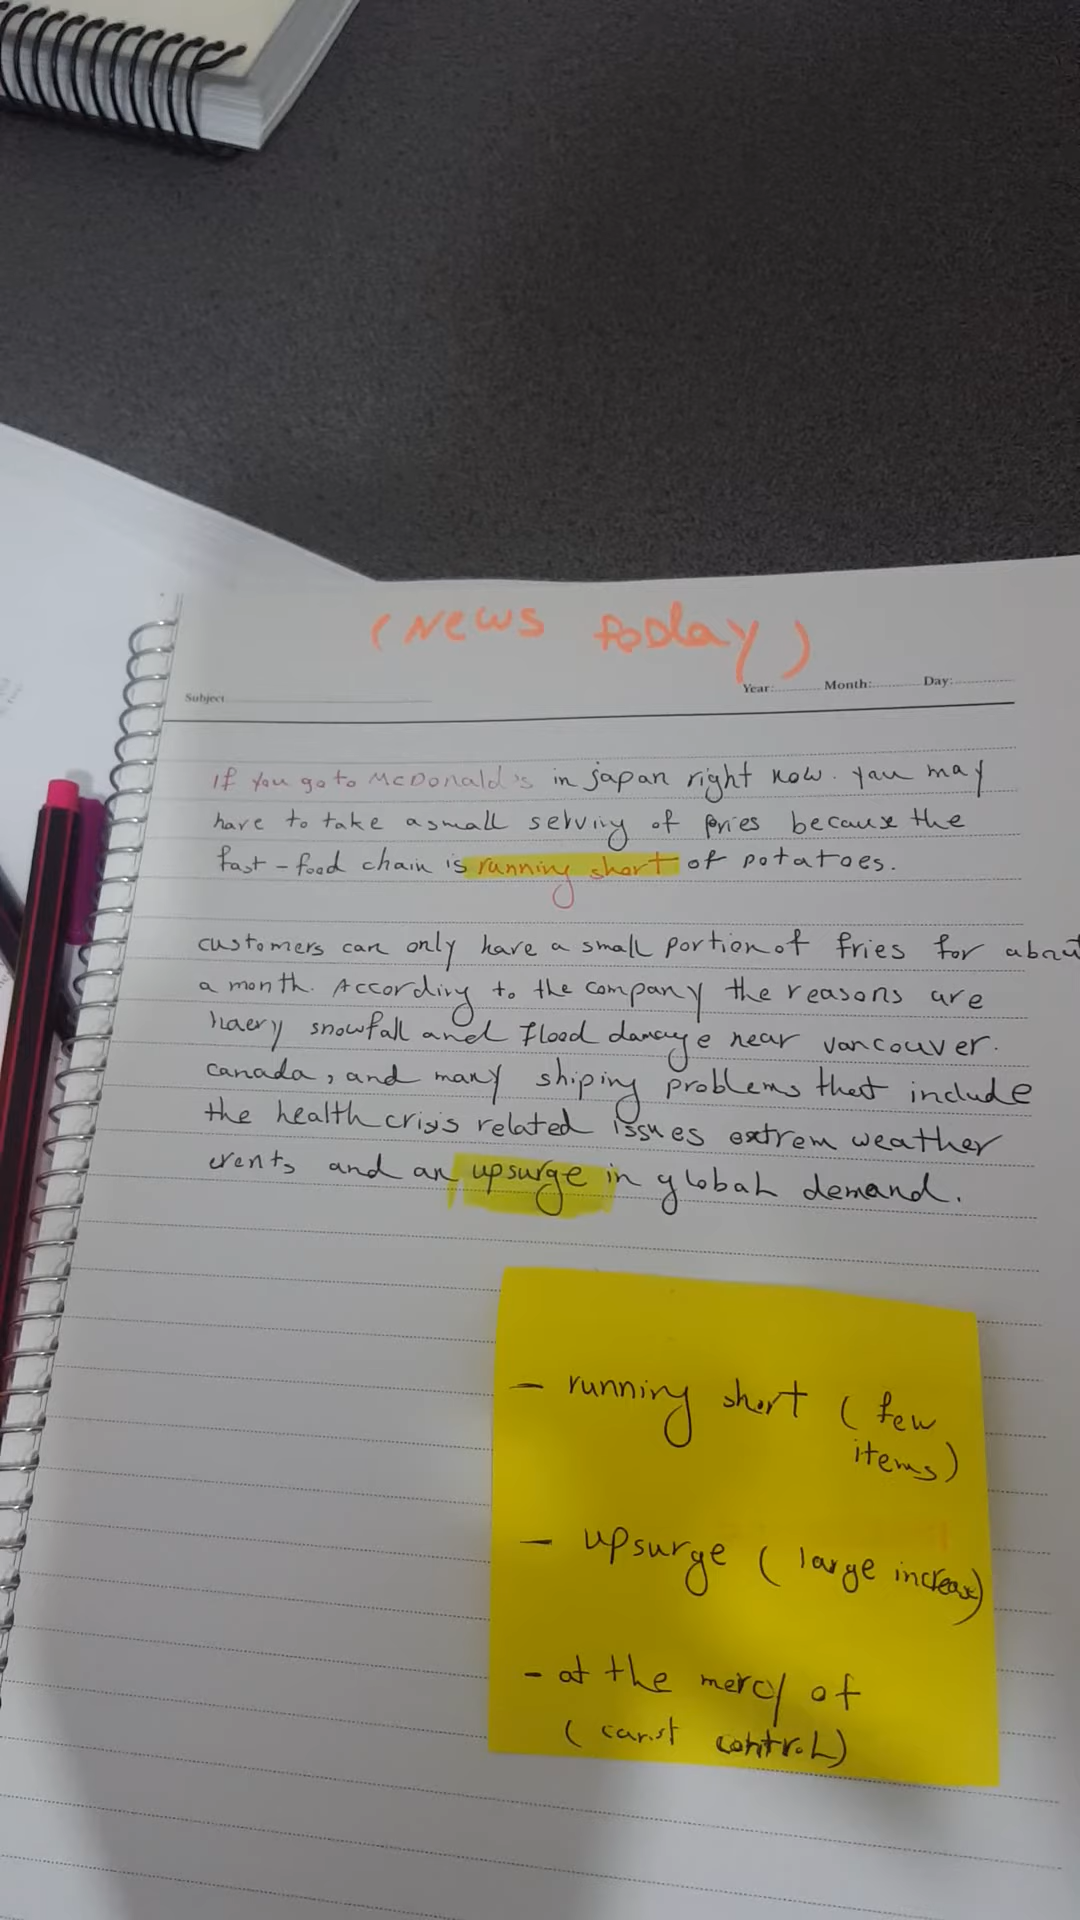 (News today)
Subject
Year: Month: Day:
If you go to McDonald's in japan right now. you may
have to take a small serving of fries because the
fast-food chain is running short of potatoes.
customers can only have a small portion of fries for about
a month. According to the company the reasons are
haevy snowfall and flood damage near vancouver.
canada, and many shiping problems that include
the health crisis related issues extrem weather
events and an upsurge in global demand.
- running short (few
items)
- upsurge (large increase)
- at the mercy of
(can't control)